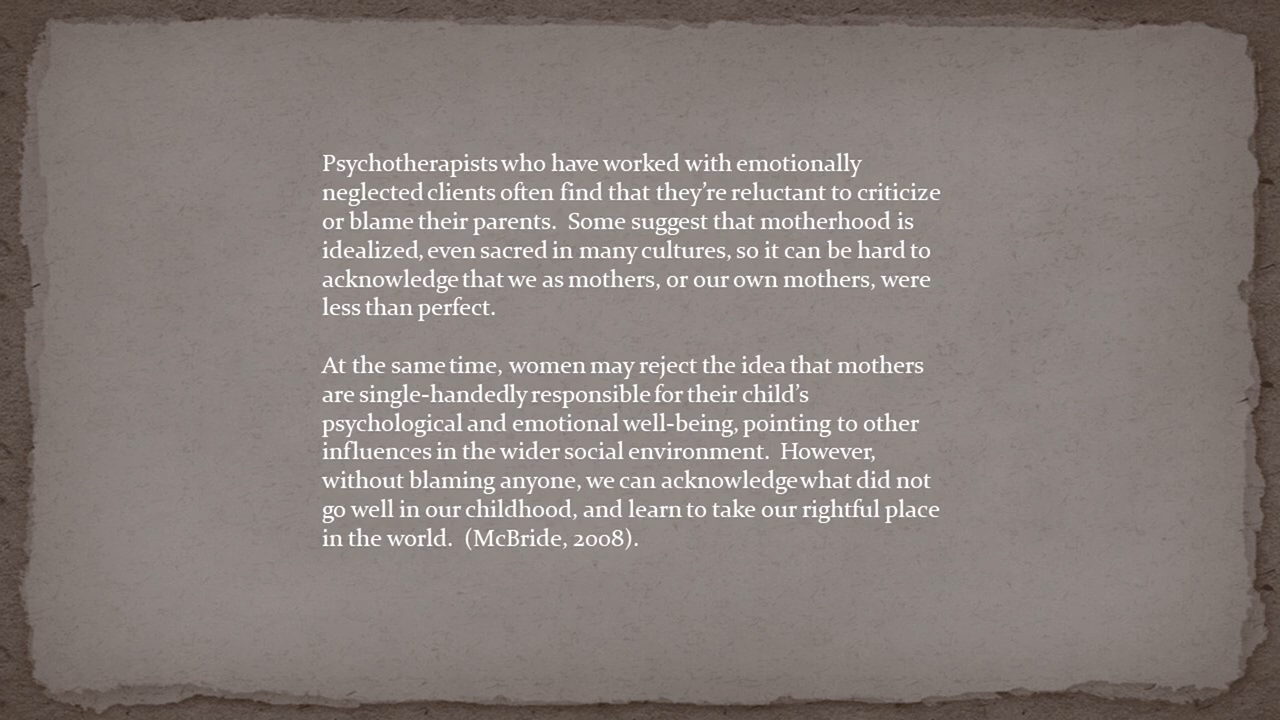 Psychotherapists who have worked with emotionally
neglected clients often find that they’re reluctant to criticize
or blame their parents.  Some suggest that motherhood is
idealized, even sacred in many cultures, so it can be hard to
acknowledge that we as mothers, or our own mothers, were
less than perfect.
At the same time, women may reject the idea that mothers
are single-handedly responsible for their child’s
psychological and emotional well-being, pointing to other
influences in the wider social environment.  However,
without blaming anyone, we can acknowledge what did not
go well in our childhood, and learn to take our rightful place
in the world.  (McBride, 2008).